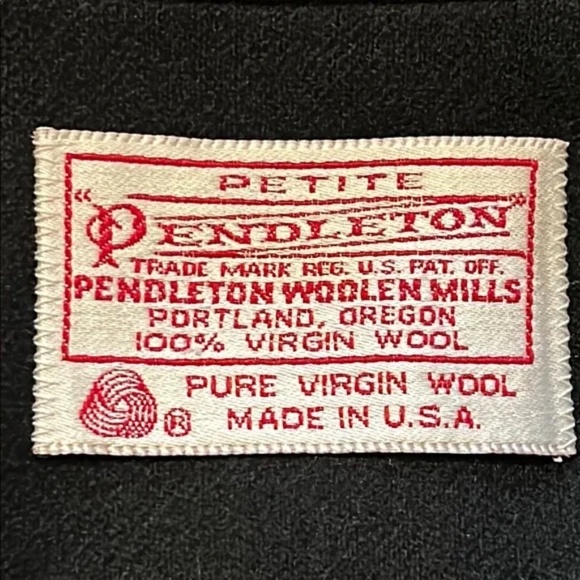 PETITE
"PENDLETON"
TRADE MARK REG. U.S. PAT. OFF.
PENDLETON WOOLEN MILLS
PORTLAND, OREGON
100% VIRGIN WOOL
PURE VIRGIN WOOL
® MADE IN U.S.A.